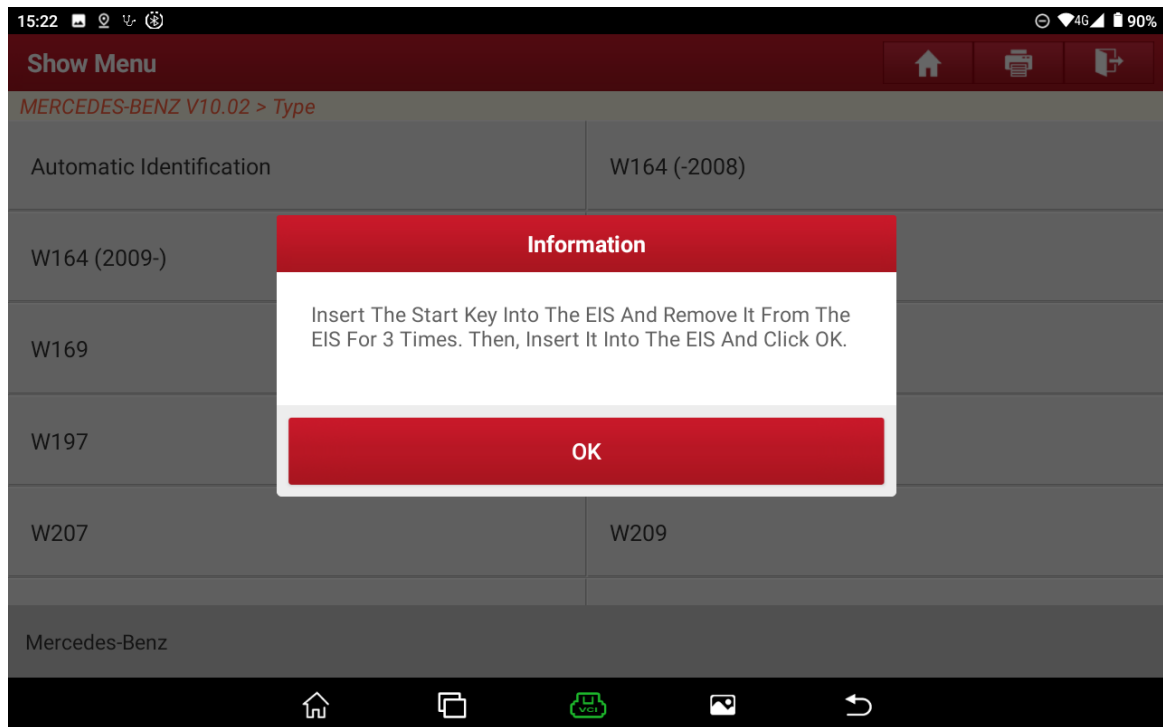 15:22 4G 90%
Show Menu
MERCEDES-BENZ V10.02 > Type
Automatic Identification W164 (-2008)
W164 (2009-)
Information
Insert The Start Key Into The EIS And Remove It From The
EIS For 3 Times. Then, Insert It Into The EIS And Click OK.
W169
W197
OK
W207 W209
Mercedes-Benz
VCI